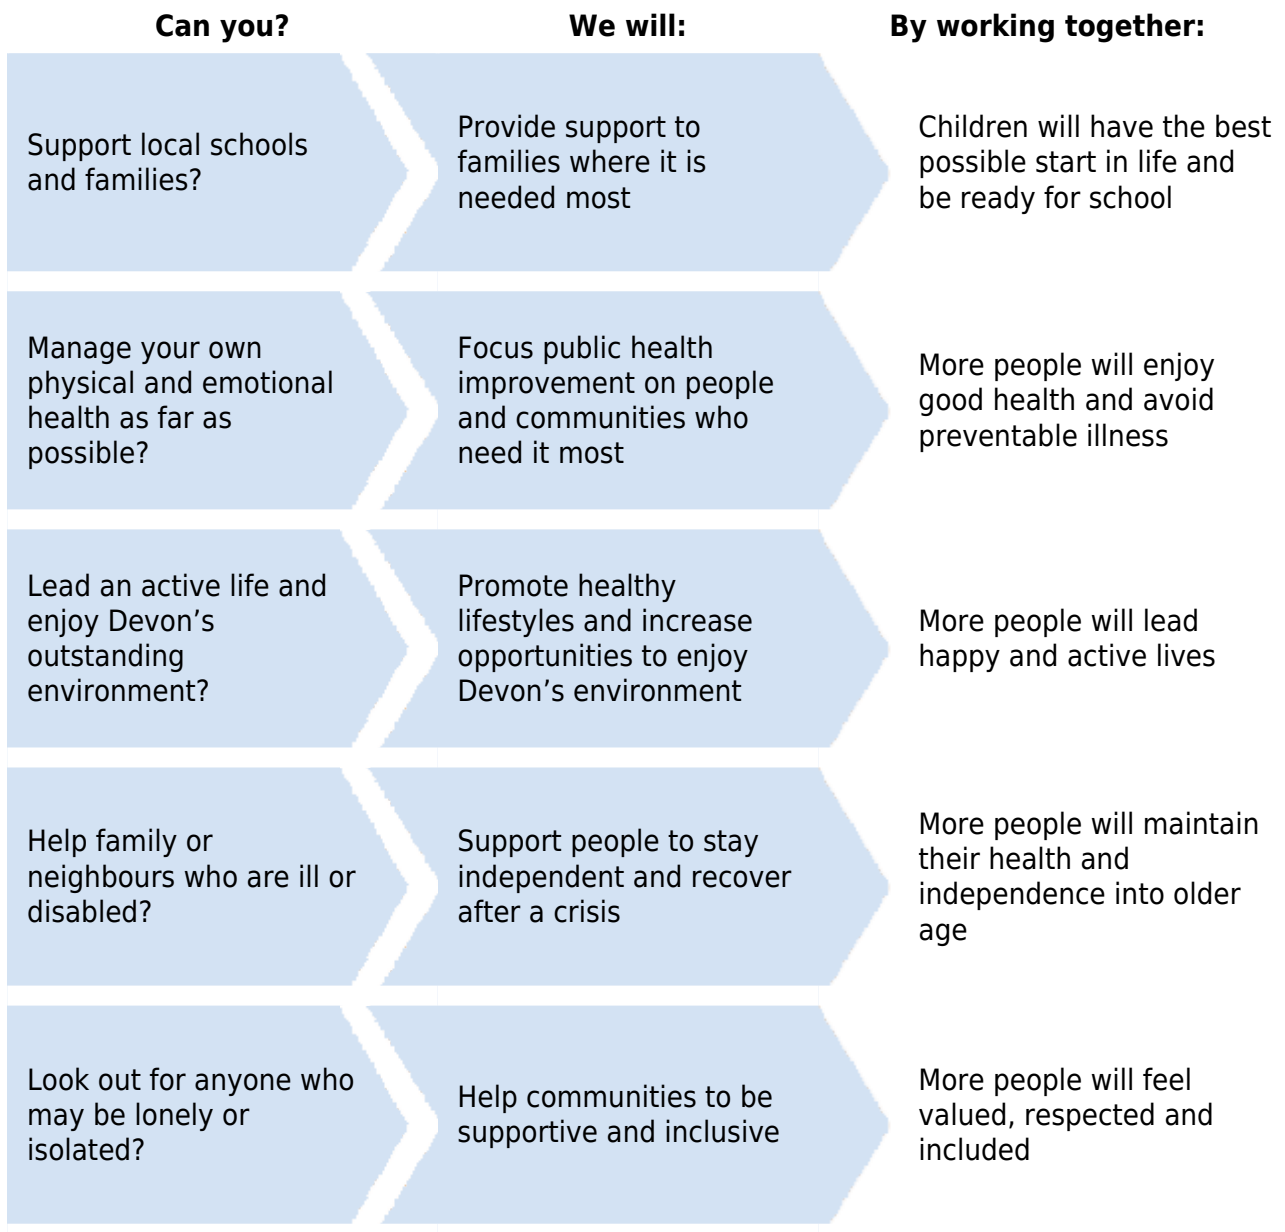 Can you?
We will:
By working together:
Support local schools
and families?
Provide support to
families where it is
needed most
Children will have the best
possible start in life and
be ready for school
Manage your own
physical and emotional
health as far as
possible?
Focus public health
improvement on people
and communities who
need it most
More people will enjoy
good health and avoid
preventable illness
Lead an active life and
enjoy Devon’s
outstanding
environment?
Promote healthy
lifestyles and increase
opportunities to enjoy
Devon’s environment
More people will lead
happy and active lives
Help family or
neighbours who are ill or
disabled?
Support people to stay
independent and recover
after a crisis
More people will maintain
their health and
independence into older
age
Look out for anyone who
may be lonely or
isolated?
Help communities to be
supportive and inclusive
More people will feel
valued, respected and
included